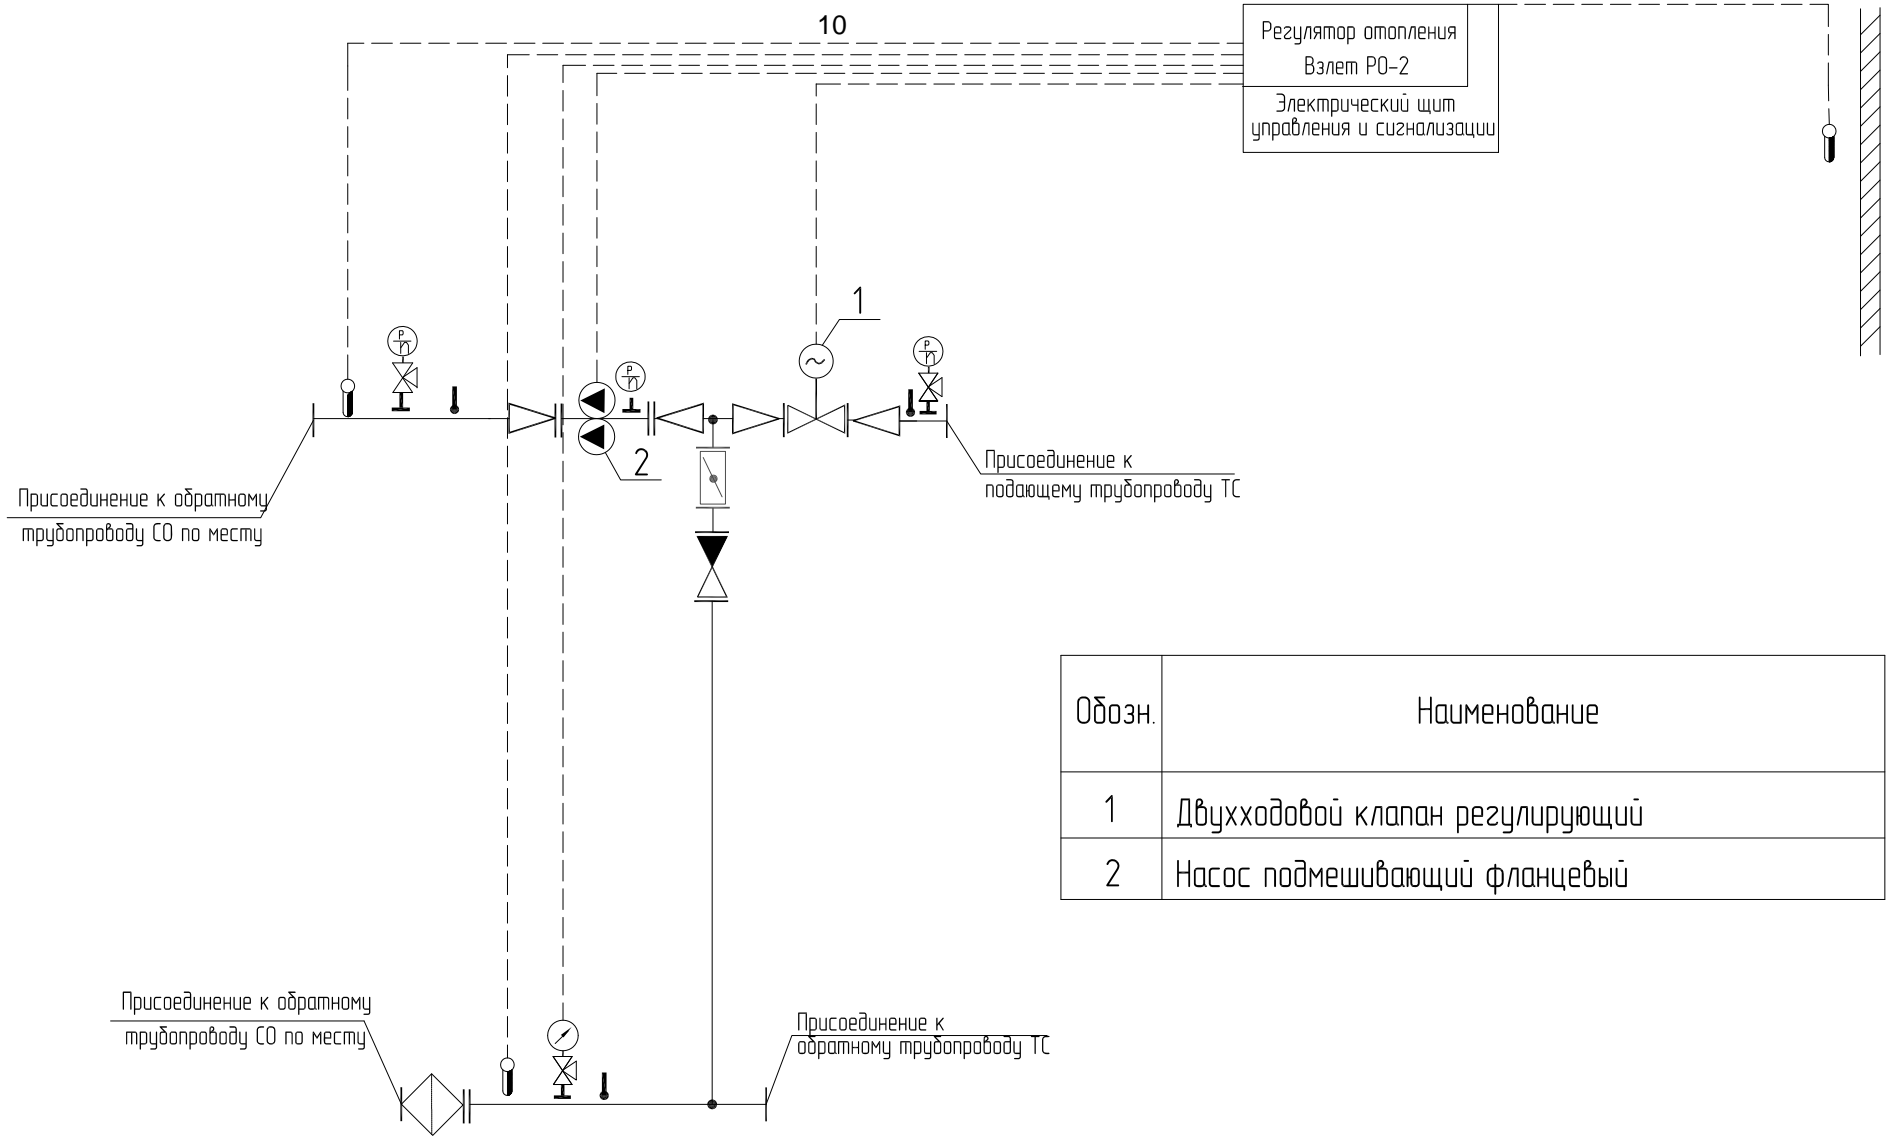 10
Регулятор отопления
Взлет РО-2
Электрический щит
управления и сигнализации
1
P
P
P
2
Присоединение к
подающему трубопроводу ТС
Присоединение к обратному
трубопроводу СО по месту
Обозн.
Наименование
1
Двухходовой клапан регулирующий
2
Насос подмешивающий фланцевый
Присоединение к обратному
трубопроводу СО по месту
Присоединение к
обратному трубопроводу ТС